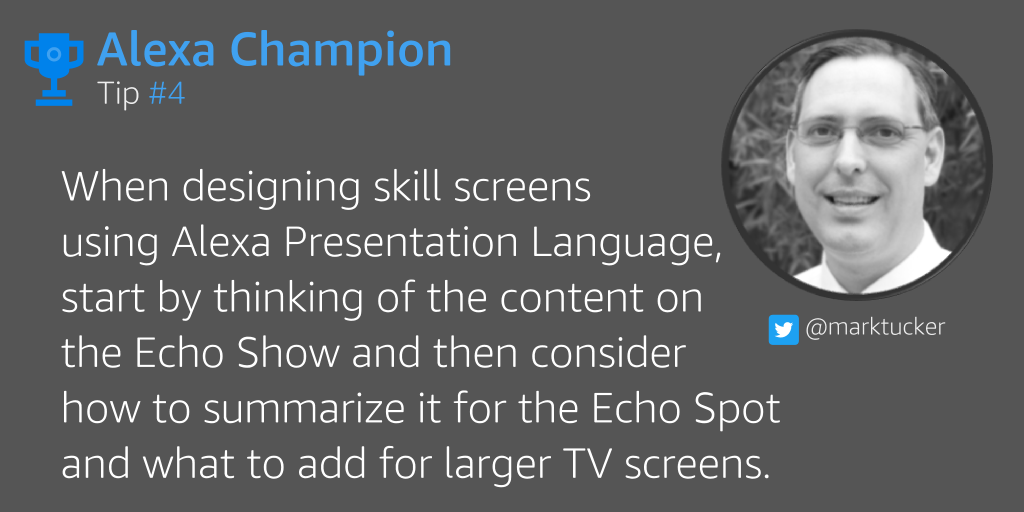 Alexa Champion
Tip #4
When designing skill screens
using Alexa Presentation Language,
start by thinking of the content on
the Echo Show and then consider
how to summarize it for the Echo Spot
and what to add for larger TV screens.
@marktucker